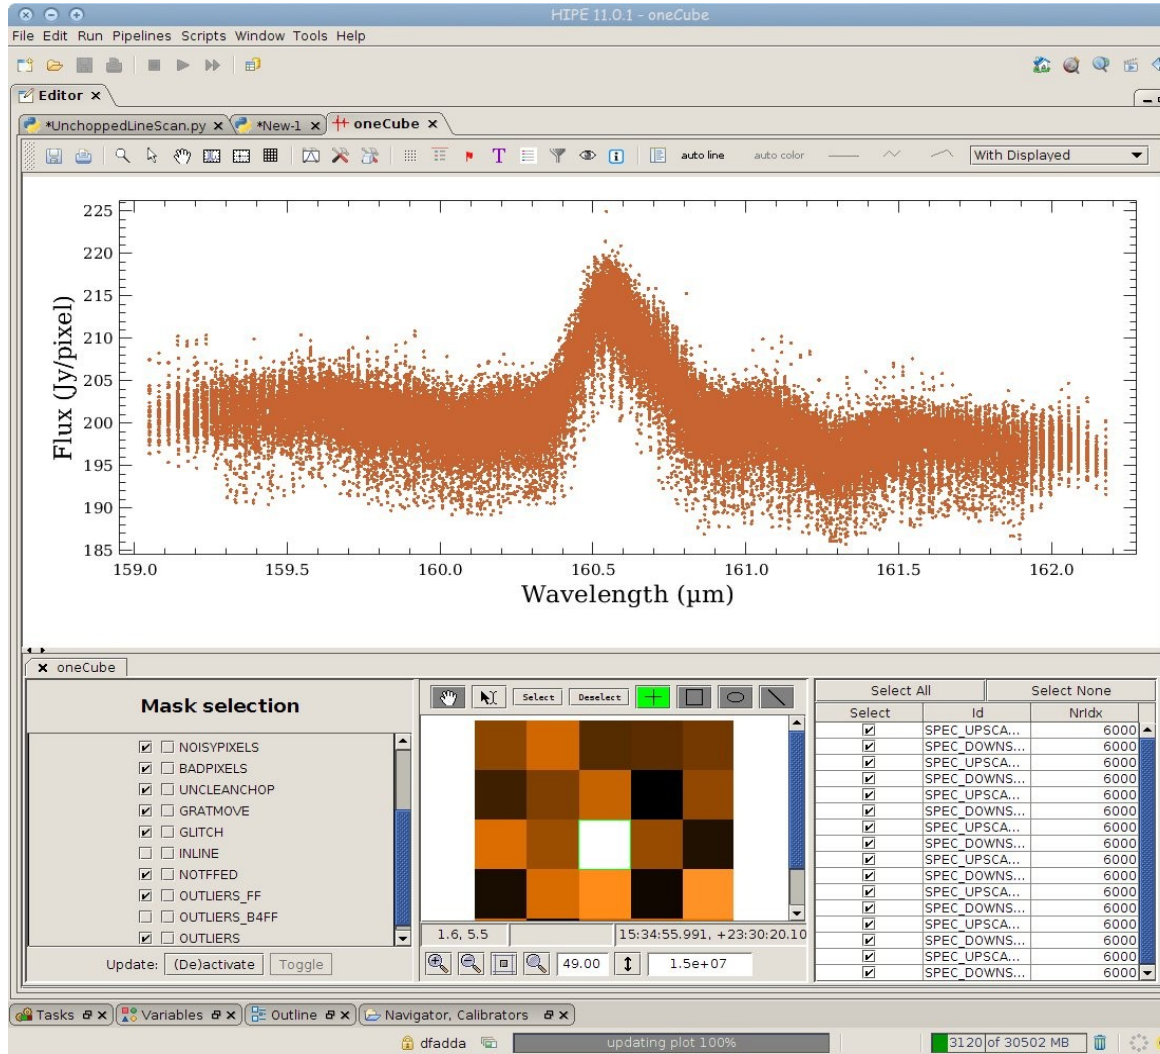 HIPE 11.0.1 - oneCube
File Edit Run Pipelines Scripts Window Tools Help
Editor x
*UnchoppedLineScan.py x *New-1 x oneCube x
T auto line auto color With Displayed
225
220
215
210
205
200
195
190
185
Flux (Jy/pixel)
159.0 159.5 160.0 160.5 161.0 161.5 162.0
Wavelength (µm)
x oneCube
Mask selection
NOISYPIXELS
BADPIXELS
UNCLEANCHOP
GRATMOVE
GLITCH
INLINE
NOTFFED
OUTLIERS_FF
OUTLIERS_B4FF
OUTLIERS
Update: (De)activate Toggle
Select Deselect
1.6, 5.5 15:34:55.991, +23:30:20.10
49.00 1.5e+07
Select All Select None
Select Id NrIdx
SPEC_UPSCA... 6000
SPEC_DOWNS... 6000
SPEC_UPSCA... 6000
SPEC_DOWNS... 6000
SPEC_UPSCA... 6000
SPEC_DOWNS... 6000
SPEC_UPSCA... 6000
SPEC_DOWNS... 6000
SPEC_UPSCA... 6000
SPEC_DOWNS... 6000
SPEC_UPSCA... 6000
SPEC_DOWNS... 6000
SPEC_UPSCA... 6000
SPEC_DOWNS... 6000
SPEC_UPSCA... 6000
SPEC_DOWNS... 6000
Tasks x Variables x Outline x Navigator, Calibrators x
dfadda updating plot 100% 3120 of 30502 MB